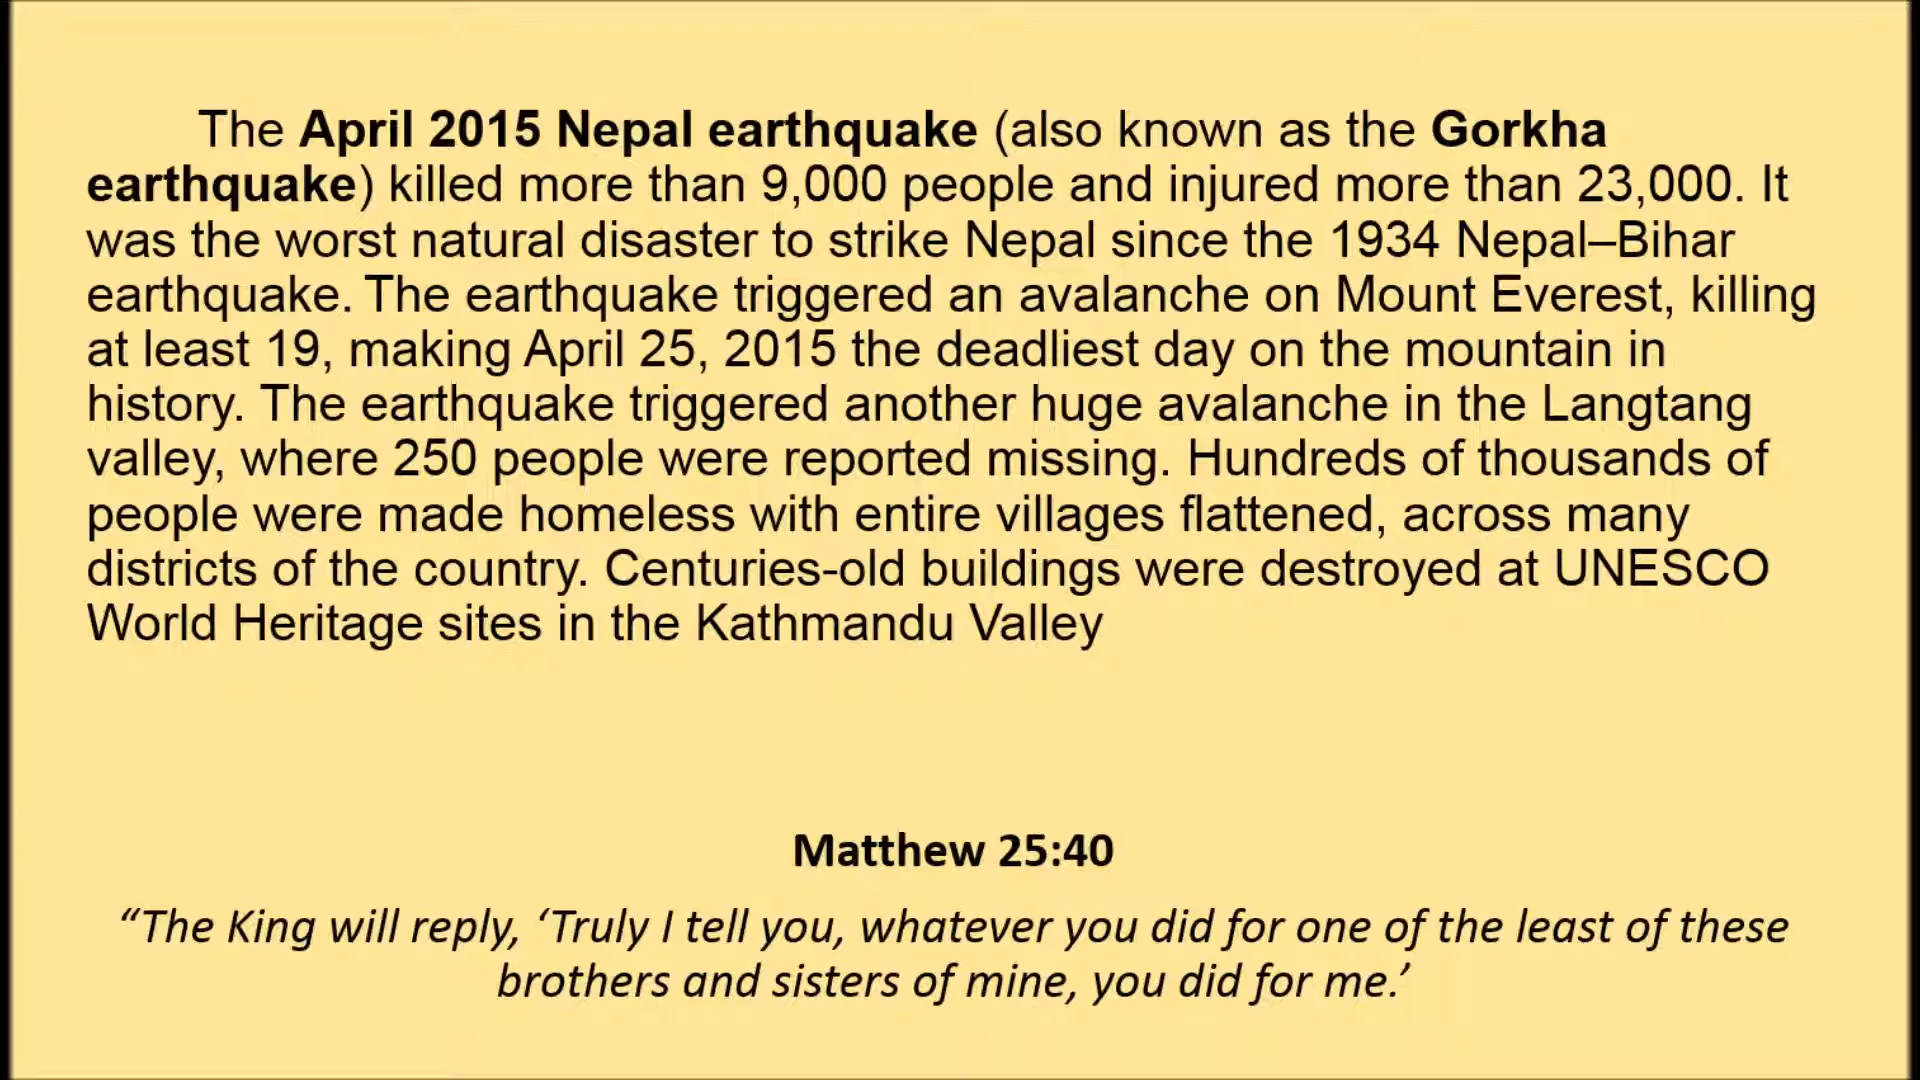 The April 2015 Nepal earthquake (also known as the Gorkha
earthquake) killed more than 9,000 people and injured more than 23,000. It
was the worst natural disaster to strike Nepal since the 1934 Nepal–Bihar
earthquake. The earthquake triggered an avalanche on Mount Everest, killing
at least 19, making April 25, 2015 the deadliest day on the mountain in
history. The earthquake triggered another huge avalanche in the Langtang
valley, where 250 people were reported missing. Hundreds of thousands of
people were made homeless with entire villages flattened, across many
districts of the country. Centuries-old buildings were destroyed at UNESCO
World Heritage sites in the Kathmandu Valley
Matthew 25:40
“The King will reply, ‘Truly I tell you, whatever you did for one of the least of these
brothers and sisters of mine, you did for me.’